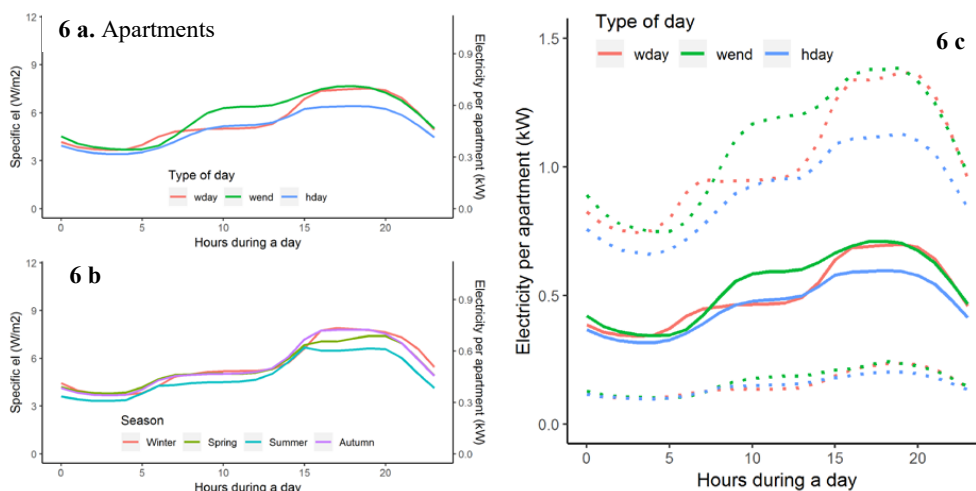 6 a. Apartments
12
9
6
3
0
Specific el (W/m2)
0.9
0.6
0.3
0.0
Electricity per apartment (kW)
Type of day
wday wend hday
0 5 10 15 20
Hours during a day
6 b
12
9
6
3
0
Specific el (W/m2)
0.9
0.6
0.3
0.0
Electricity per apartment (kW)
Season
Winter Spring Summer Autumn
0 5 10 15 20
Hours during a day
6 c
Type of day
wday wend hday
1.5
1.0
0.5
0.0
Electricity per apartment (kW)
0 5 10 15 20
Hours during a day